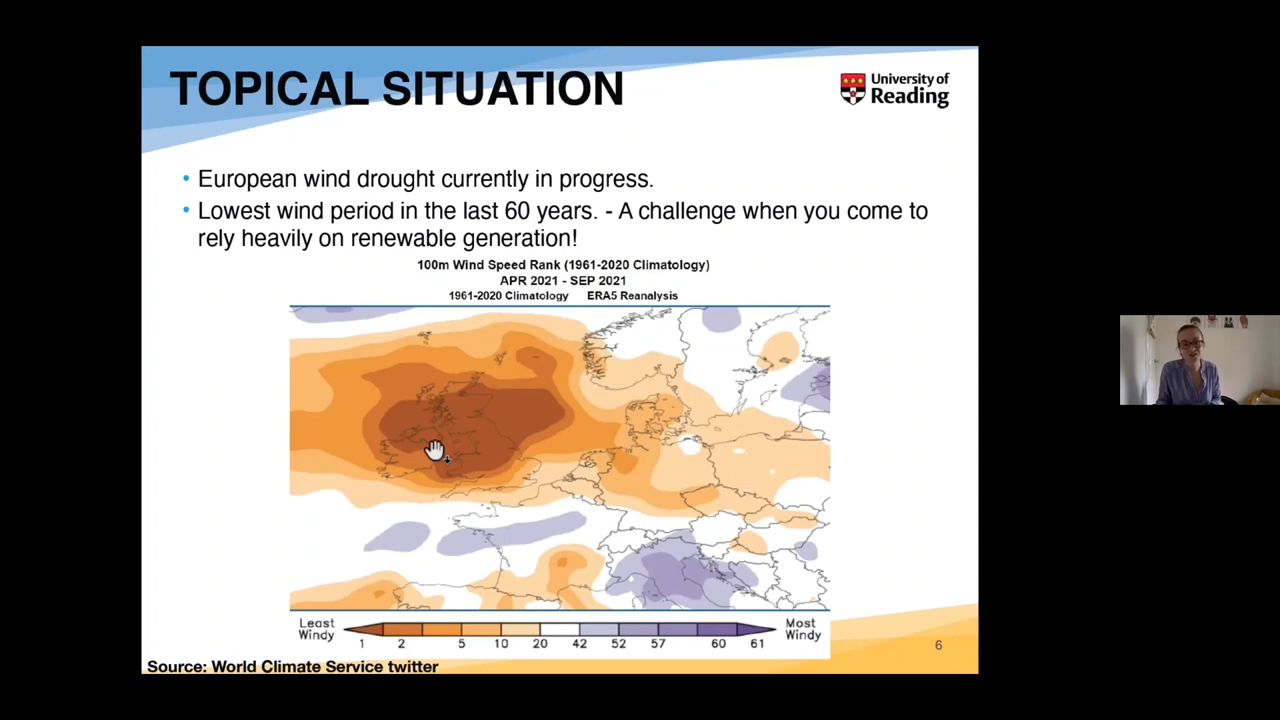 TOPICAL SITUATION
University of
Reading
• European wind drought currently in progress.
• Lowest wind period in the last 60 years. - A challenge when you come to
rely heavily on renewable generation!
100m Wind Speed Rank (1961-2020 Climatology)
APR 2021 - SEP 2021
1961-2020 Climatology ERA5 Reanalysis
Least
Windy
1 2 5 10 20 42 52 57 60 61
Most
Windy
6
Source: World Climate Service twitter